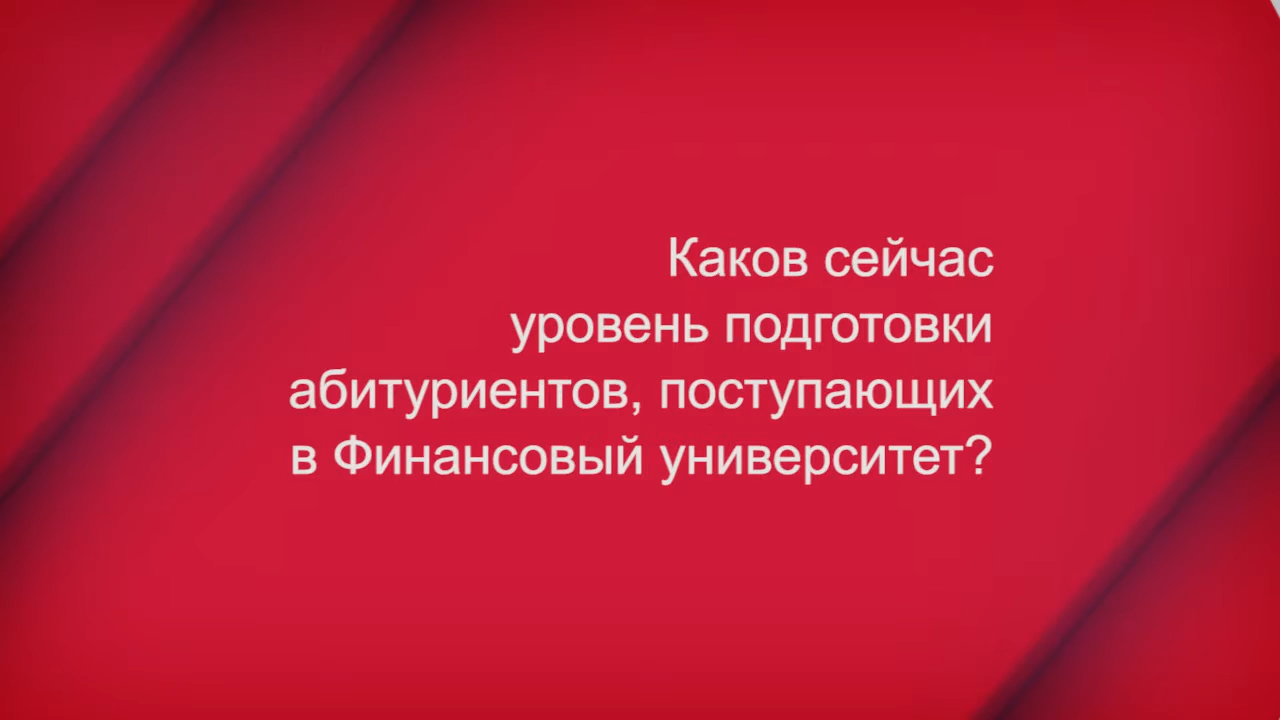 Каков сейчас
уровень подготовки
абитуриентов, поступающих
в Финансовый университет?